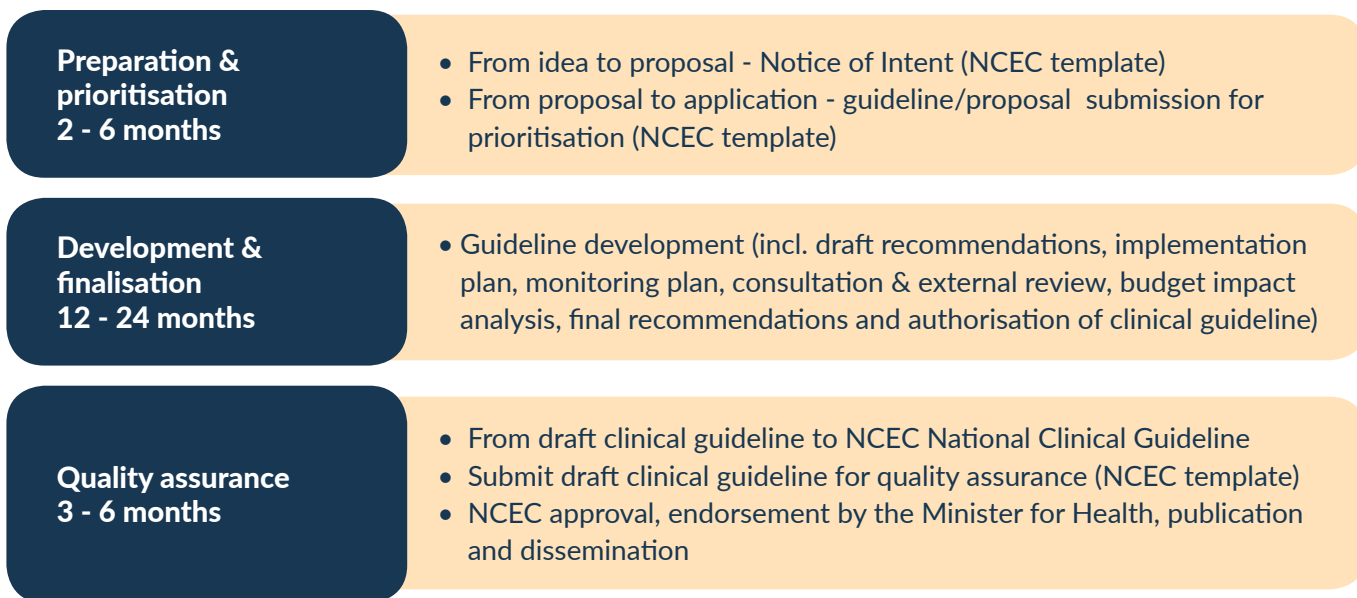 Preparation &
prioritisation
2 - 6 months
• From idea to proposal - Notice of Intent (NCEC template)
• From proposal to application - guideline/proposal  submission for
prioritisation (NCEC template)
Development &
finalisation
12 - 24 months
• Guideline development (incl. draft recommendations, implementation
plan, monitoring plan, consultation & external review, budget impact
analysis, final recommendations and authorisation of clinical guideline)
Quality assurance
3 - 6 months
• From draft clinical guideline to NCEC National Clinical Guideline
• Submit draft clinical guideline for quality assurance (NCEC template)
• NCEC approval, endorsement by the Minister for Health, publication
and dissemination